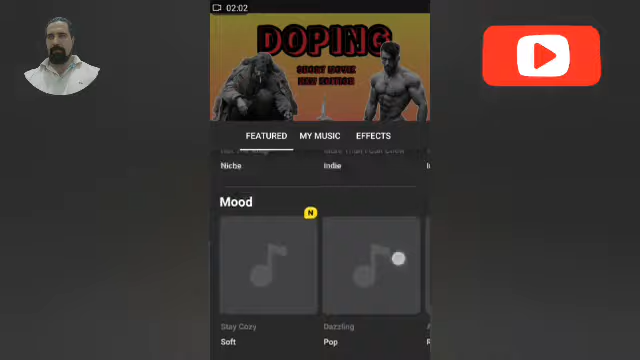 02:02
DOPING
SHORT MOVIE
NEW EDITION
FEATURED MY MUSIC EFFECTS
Niche Indie
Mood
N
Stay Cozy Dazzling
Soft Pop